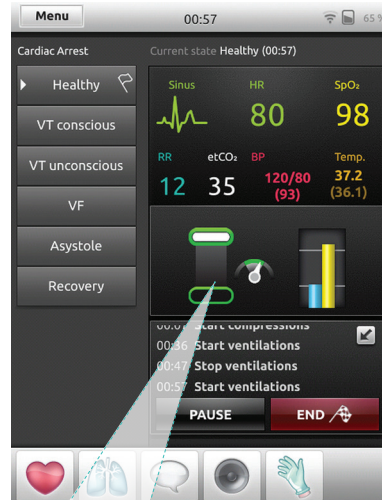 Menu
00:57
65 %
Cardiac Arrest
Current state Healthy (00:57)
Healthy
VT conscious
VT unconscious
VF
Asystole
Recovery
Sinus HR SpO₂
80 98
RR etCO₂ BP Temp.
12 35 120/80 37.2
(93) (36.1)
Start compressions
00:36 Start ventilations
00:47 Stop ventilations
00:57 Start ventilations
PAUSE
END